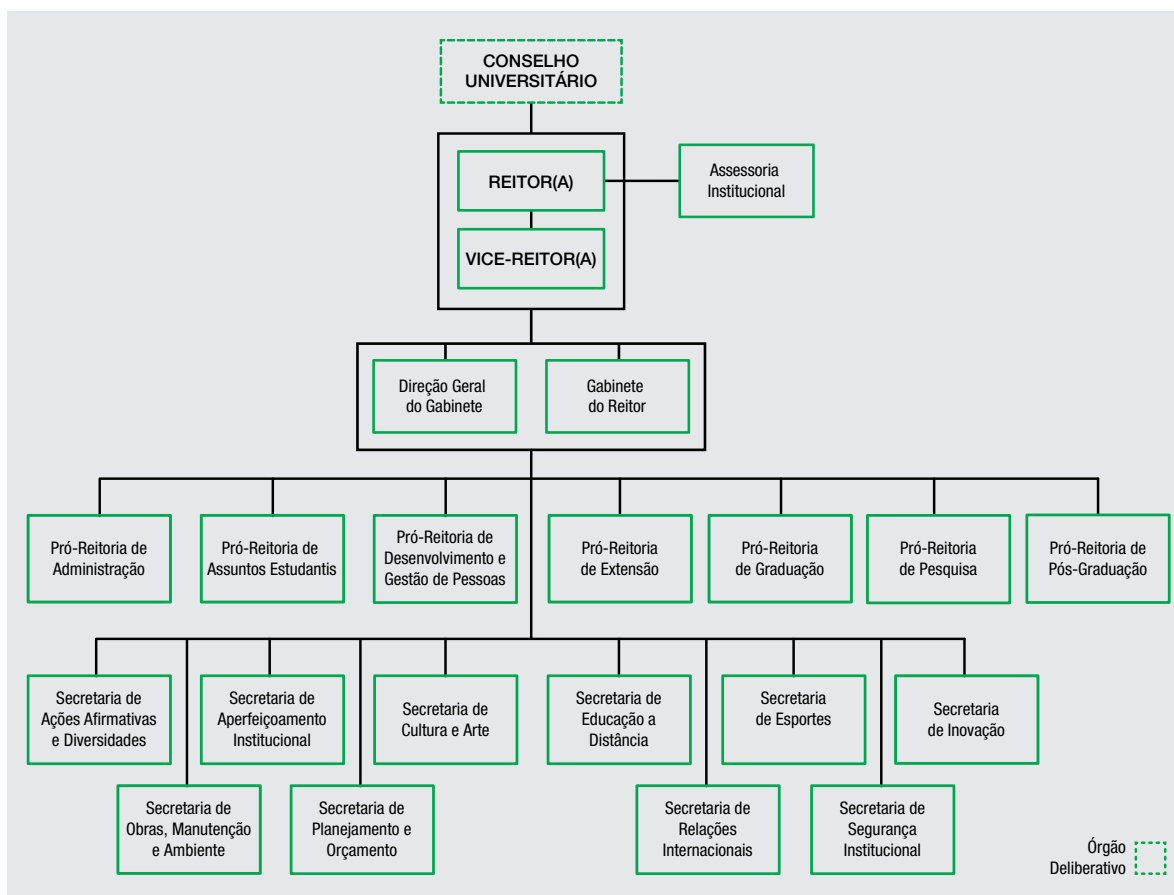 CONSELHO
UNIVERSITÁRIO
REITOR(A)
Assessoria
Institucional
VICE-REITOR(A)
Direção Geral
do Gabinete
Gabinete
do Reitor
Pró-Reitoria de
Administração
Pró-Reitoria de
Assuntos Estudantis
Pró-Reitoria de
Desenvolvimento e
Gestão de Pessoas
Pró-Reitoria
de Extensão
Pró-Reitoria
de Graduação
Pró-Reitoria
de Pesquisa
Pró-Reitoria de
Pós-Graduação
Secretaria de
Ações Afirmativas
e Diversidades
Secretaria de
Aperfeiçoamento
Institucional
Secretaria de
Cultura e Arte
Secretaria de
Educação a
Distância
Secretaria
de Esportes
Secretaria
de Inovação
Secretaria de
Obras, Manutenção
e Ambiente
Secretaria de
Planejamento e
Orçamento
Secretaria de
Relações
Internacionais
Secretaria de
Segurança
Institucional
Órgão
Deliberativo